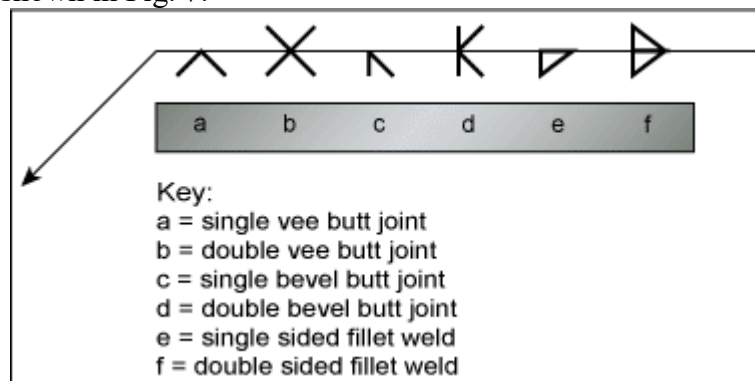 shown in Fig. 7.
a b c d e f
Key:
a = single vee butt joint
b = double vee butt joint
c = single bevel butt joint
d = double bevel butt joint
e = single sided fillet weld
f = double sided fillet weld